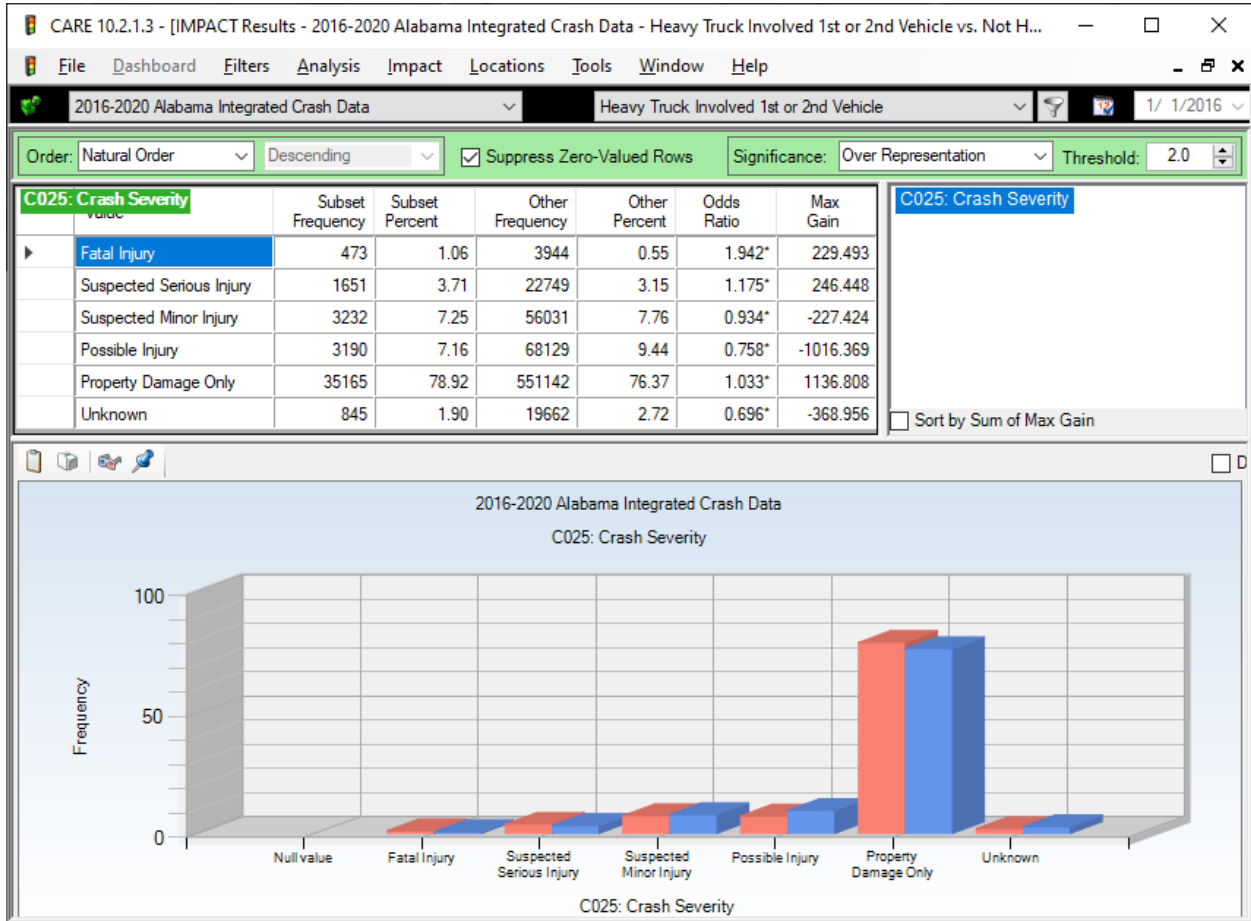 CARE 10.2.1.3 - [IMPACT Results - 2016-2020 Alabama Integrated Crash Data - Heavy Truck Involved 1st or 2nd Vehicle vs. Not H...
File Dashboard Filters Analysis Impact Locations Tools Window Help
2016-2020 Alabama Integrated Crash Data Heavy Truck Involved 1st or 2nd Vehicle 1/ 1/2016
Order: Natural Order Descending Suppress Zero-Valued Rows Significance: Over Representation Threshold: 2.0
C025: Crash Severity Subset Frequency Subset Percent Other Frequency Other Percent Odds Ratio Max Gain C025: Crash Severity
Fatal Injury 473 1.06 3944 0.55 1.942* 229.493
Suspected Serious Injury 1651 3.71 22749 3.15 1.175* 246.448
Suspected Minor Injury 3232 7.25 56031 7.76 0.934* -227.424
Possible Injury 3190 7.16 68129 9.44 0.758* -1016.369
Property Damage Only 35165 78.92 551142 76.37 1.033* 1136.808
Unknown 845 1.90 19662 2.72 0.696* -368.956
Sort by Sum of Max Gain
D
2016-2020 Alabama Integrated Crash Data
C025: Crash Severity
100
50
0
Frequency
Null value Fatal Injury Suspected Serious Injury Suspected Minor Injury Possible Injury Property Damage Only Unknown
C025: Crash Severity